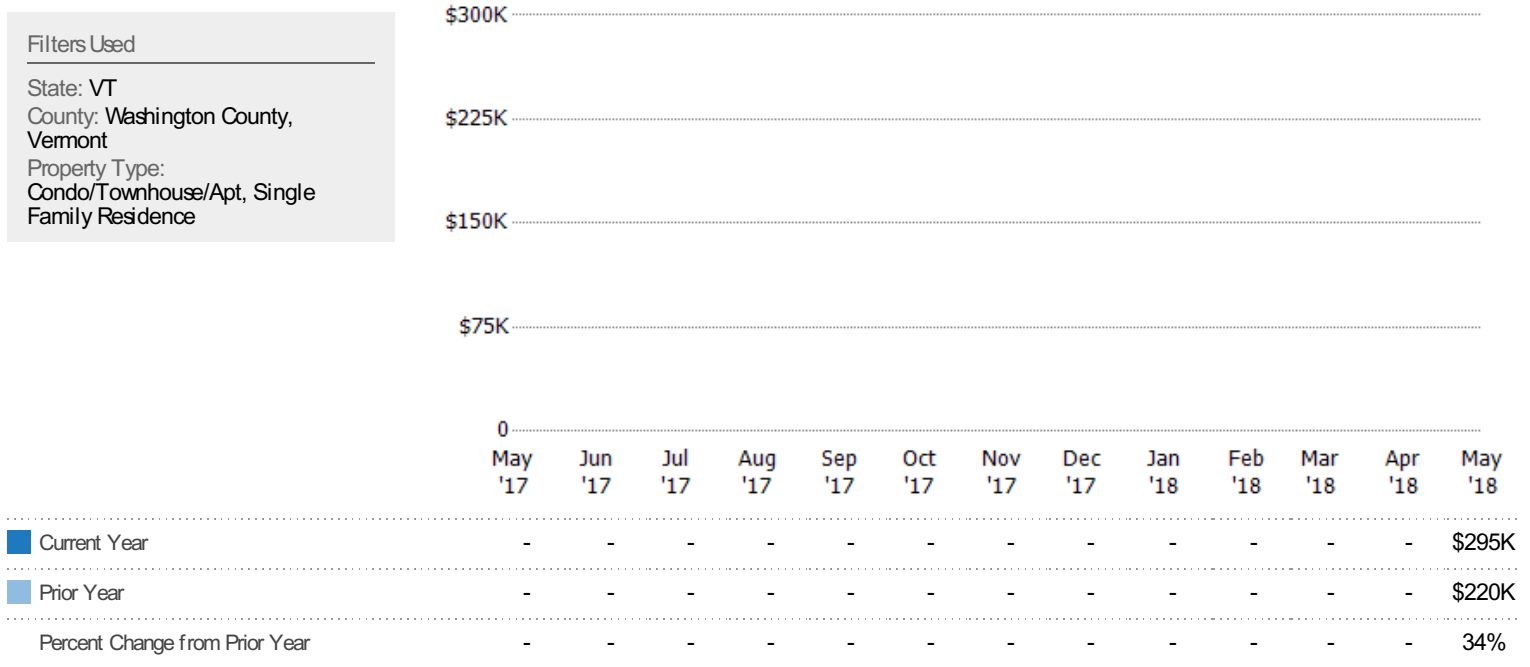 Filters Used
State: VT
County: Washington County,
Vermont
Property Type:
Condo/Townhouse/Apt, Single
Family Residence
$300K
$225K
$150K
$75K
0
May Jun Jul Aug Sep Oct Nov Dec Jan Feb Mar Apr May
'17 '17 '17 '17 '17 '17 '17 '17 '18 '18 '18 '18 '18
Current Year - - - - - - - - - - - - $295K
Prior Year - - - - - - - - - - - - $220K
Percent Change from Prior Year - - - - - - - - - - - - 34%